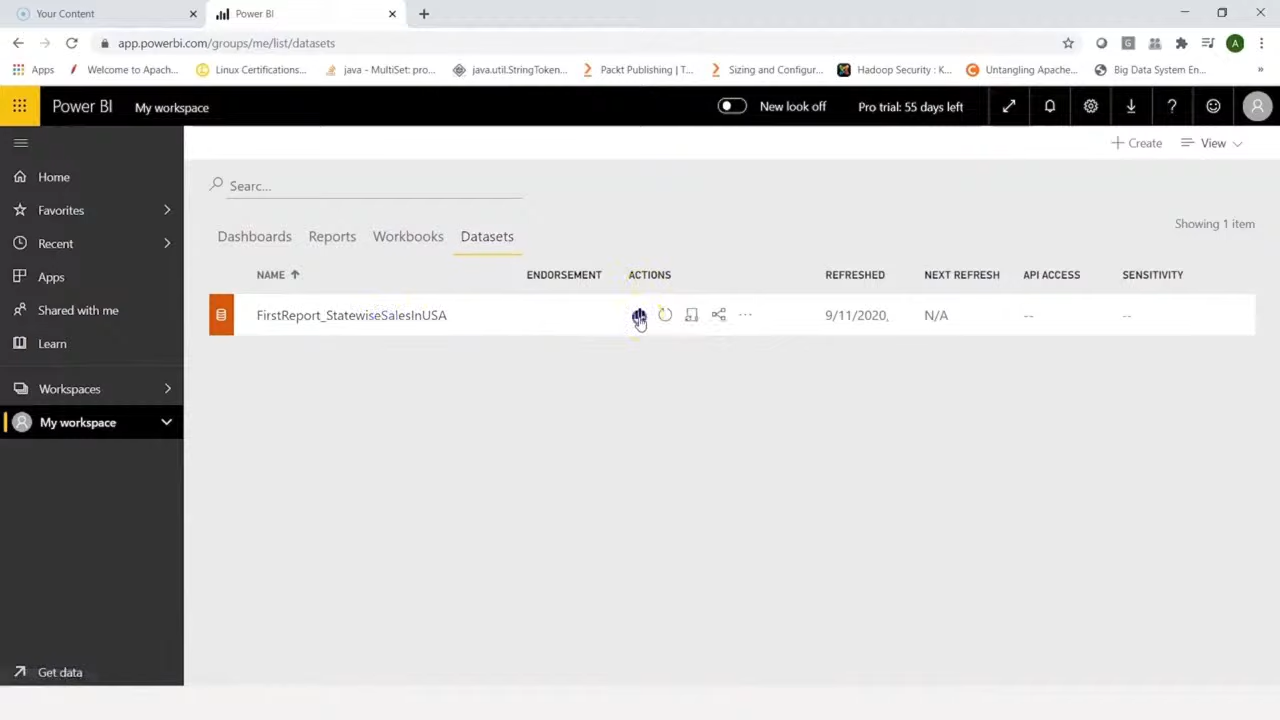 Your Content
Power BI
app.powerbi.com/groups/me/list/datasets
A
Apps
Welcome to Apach...
Linux Certifications...
java - MultiSet: pro...
java.util.StringToken...
Packt Publishing | T...
Sizing and Configur...
Hadoop Security : K...
Untangling Apache...
Big Data System En...
»
Power BI
My workspace
New look off
Pro trial: 55 days left
?
Create
View
Home
Favorites
Recent
Apps
Shared with me
Learn
Workspaces
My workspace
Get data
Searc...
Dashboards Reports Workbooks Datasets
Showing 1 item
NAME ENDORSEMENT ACTIONS REFRESHED NEXT REFRESH API ACCESS SENSITIVITY
FirstReport_StatewiseSalesInUSA ... 9/11/2020, N/A -- --